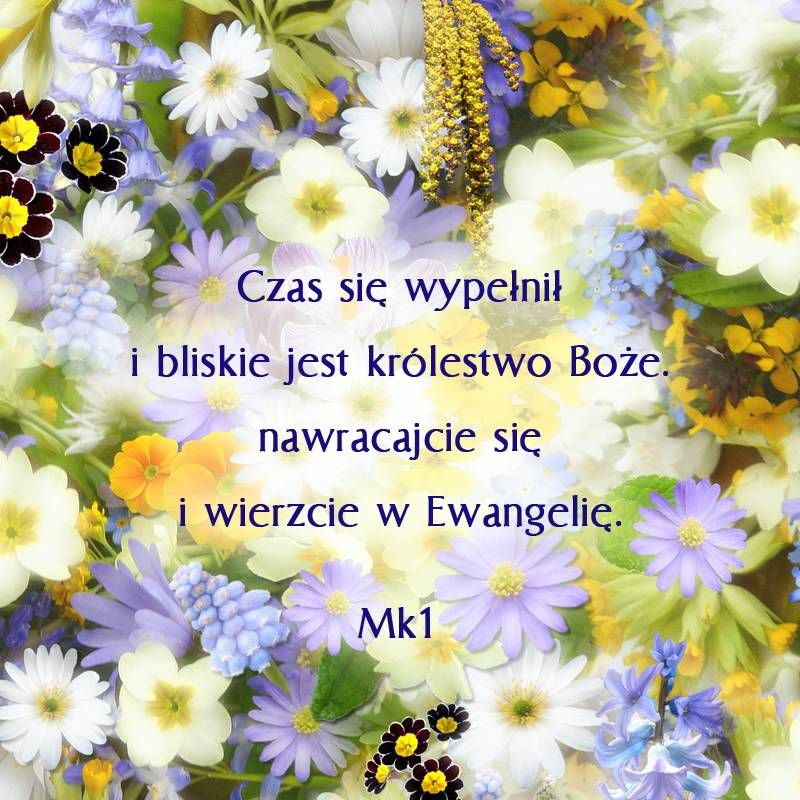 Czas się wypełnił
i bliskie jest królestwo Boże.
nawracajcie się
i wierzcie w Ewangelię.
Mk1